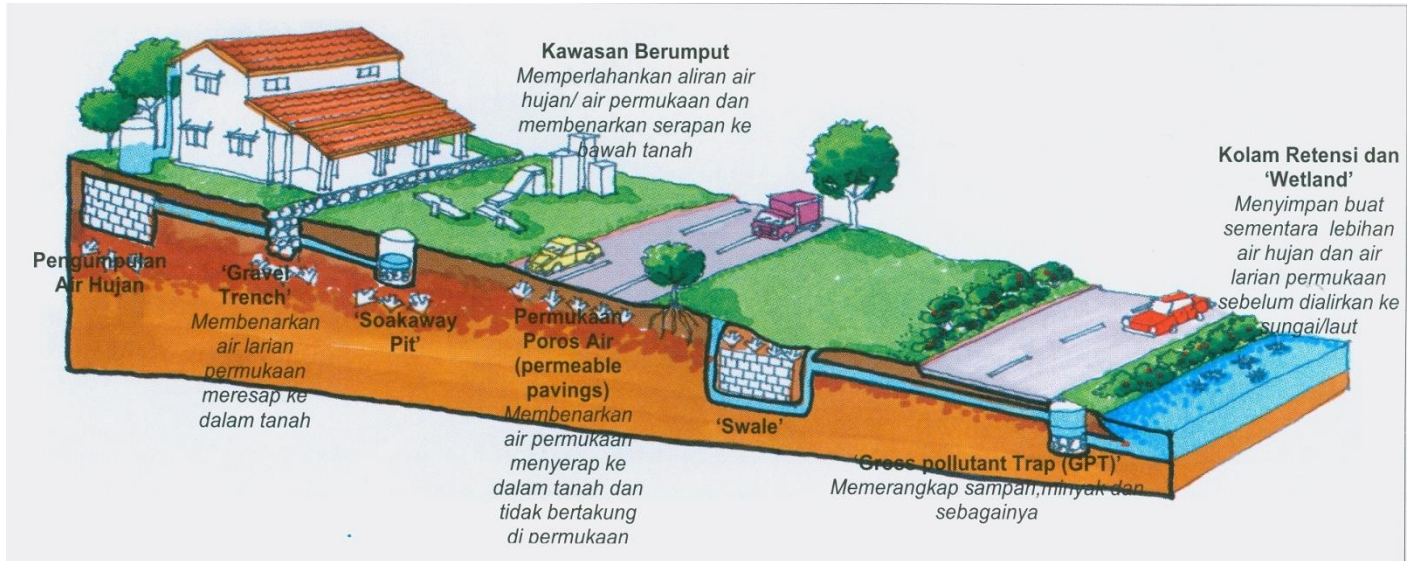 Kawasan Berumput
Memperlahankan aliran air
hujan/ air permukaan dan
membenarkan serapan ke
bawah tanah
Kolam Retensi dan
‘Wetland’
Menyimpan buat
sementara lebihan
air hujan dan air
larian permukaan
sebelum dialirkan ke
sungai/laut
Pengumpulan
Air Hujan
‘Gravel
Trench’
Membenarkan
air larian
permukaan
meresap ke
dalam tanah
‘Soakaway
Pit’
Permukaan
Poros Air
(permeable
pavings)
Membenarkan
air permukaan
menyerap ke
dalam tanah dan
tidak bertakung
di permukaan
‘Swale’
‘Gross pollutant Trap (GPT)’
Memerangkap sampah,minyak dan
sebagainya